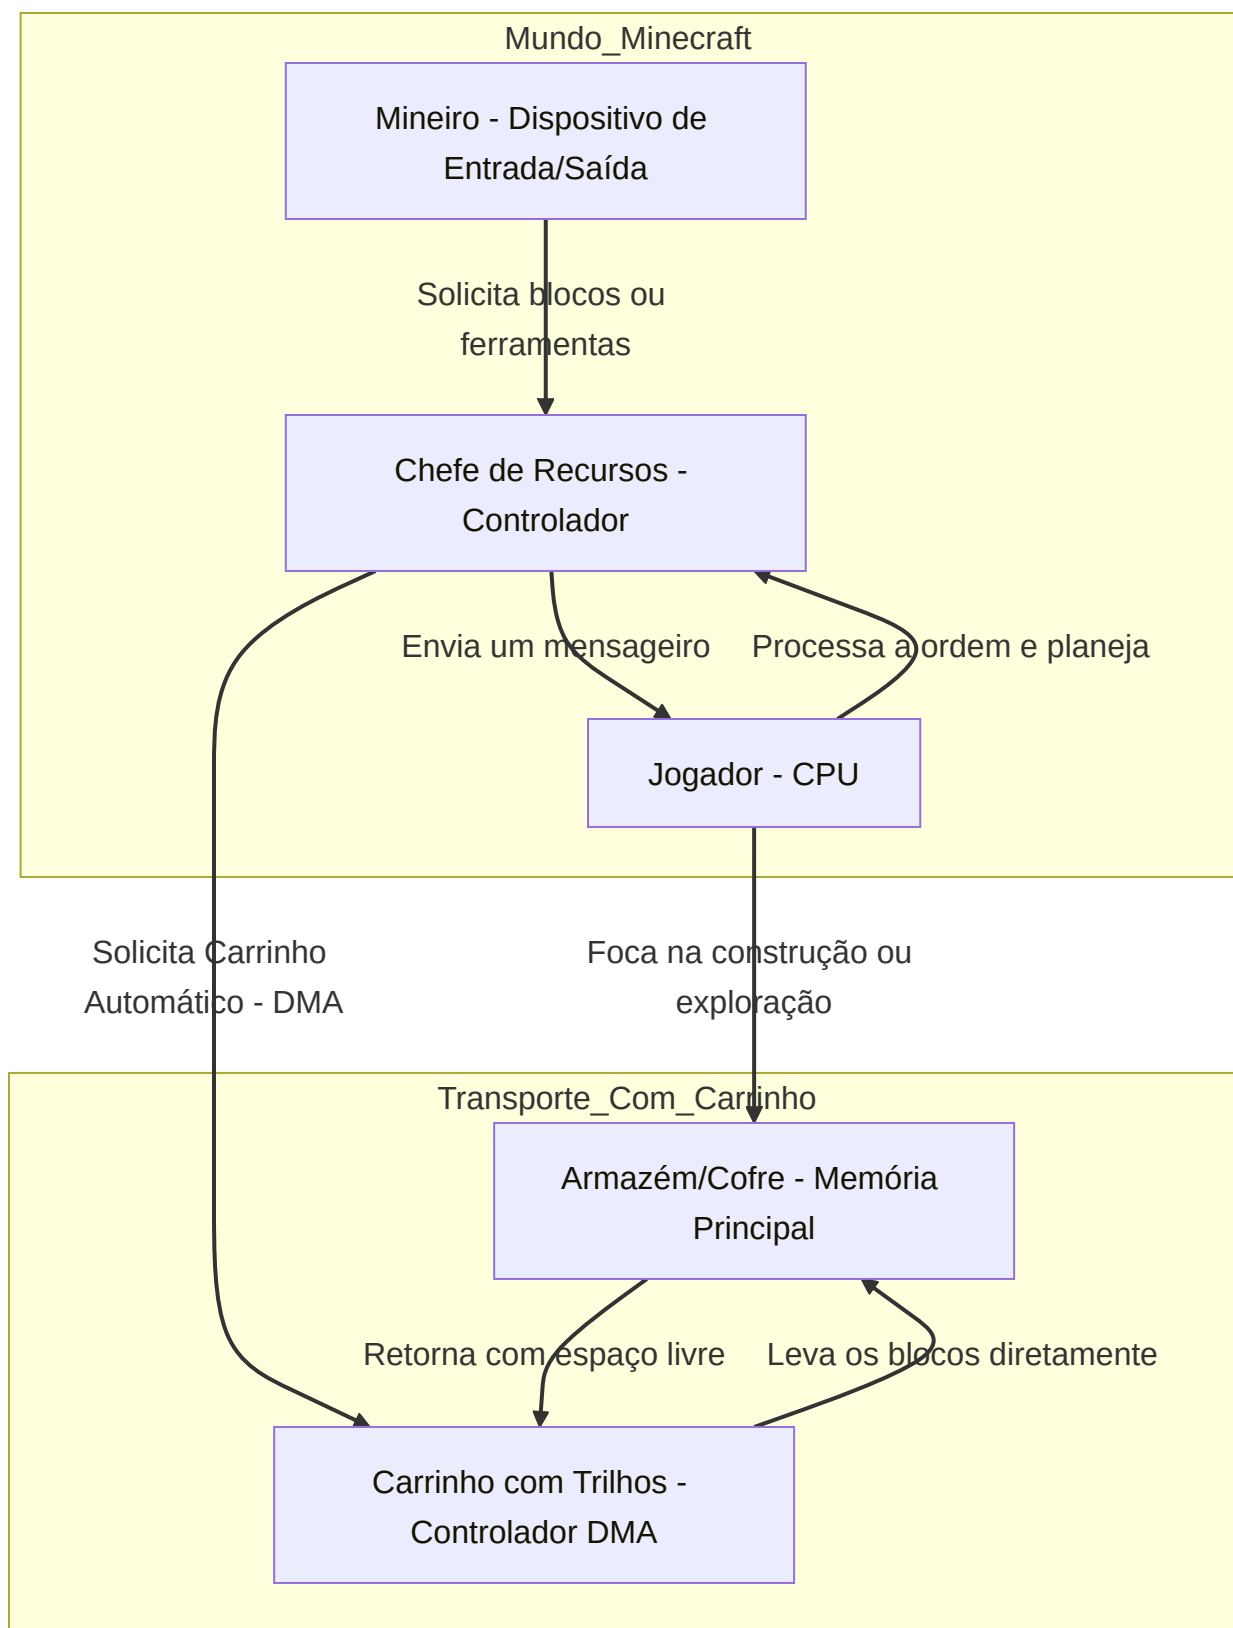 Mundo_Minecraft
Mineiro - Dispositivo de
Entrada/Saída
Solicita blocos ou
ferramentas
Chefe de Recursos -
Controlador
Envia um mensageiro
Processa a ordem e planeja
Jogador - CPU
Solicita Carrinho
Automático - DMA
Foca na construção ou
exploração
Transporte_Com_Carrinho
Armazém/Cofre - Memória
Principal
Retorna com espaço livre
Leva os blocos diretamente
Carrinho com Trilhos -
Controlador DMA